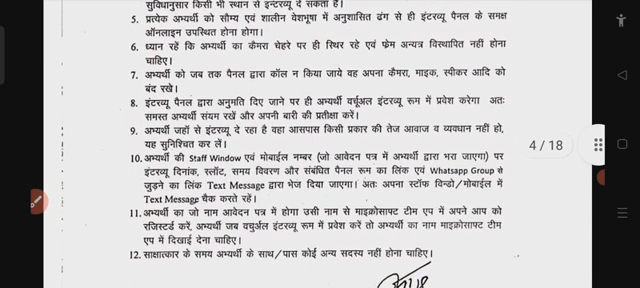 सुविधानुसार किसी भी स्थान से इन्टरव्यू दे सकता है।
5. प्रत्येक अभ्यर्थी को सौम्य एवं शालीन वेशभूषा में अनुशासित ढंग से ही इंटरव्यू पैनल के समक्ष
ऑनलाइन उपस्थित होना होगा।
6. ध्यान रहें कि अभ्यर्थी का कैमरा चेहरे पर ही स्थिर रहे एवं फ्रेम अन्यत्र विस्थापित नहीं होना
चाहिए।
7. अभ्यर्थी को जब तक पैनल द्वारा कॉल न किया जाये वह अपना कैमरा, माइक, स्पीकर आदि को
बंद रखे।
8. इंटरव्यू पैनल द्वारा अनुमति दिए जाने पर ही अभ्यर्थी वर्चूअल इंटरव्यू रूम में प्रवेश करेगा अतः
समस्त अभ्यर्थी संयम रखें और अपनी बारी की प्रतीक्षा करें।
9. अभ्यर्थी जहॉ से इंटरव्यू दे रहा है वहा आसपास किसी प्रकार की तेज आवाज व व्यवधान नहीं हो,
यह सुनिश्चित कर लें।
4 / 18
10. अभ्यर्थी की Staff Window एवं मोबाईल नम्बर (जो आवेदन पत्र में अभ्यर्थी द्वारा भरा जाएगा) पर
इंटरव्यू दिनांक, स्लॉट, समय विवरण और संबंधित पैनल रूम का लिंक एवं Whatsapp Group से
जुड़ने का लिंक Text Message द्वारा भेज दिया जाएगा। अतः अपना स्टॉफ विन्डो/मोबाईल में
Text Message चैक करते रहें।
11. अभ्यर्थी का जो नाम आवेदन पत्र में होगा उसी नाम से माइक्रोसाफ्ट टीम एप में अपने आप को
रजिस्टर्ड करें, अभ्यर्थी जब वर्चुअल इंटरव्यू रूम में प्रवेश करें तो अभ्यर्थी का नाम माइक्रोसाफ्ट टीम
एप में दिखाई देना चाहिए।
12. साक्षात्कार के समय अभ्यर्थी के साथ/पास कोई अन्य सदस्य नहीं होना चाहिए।